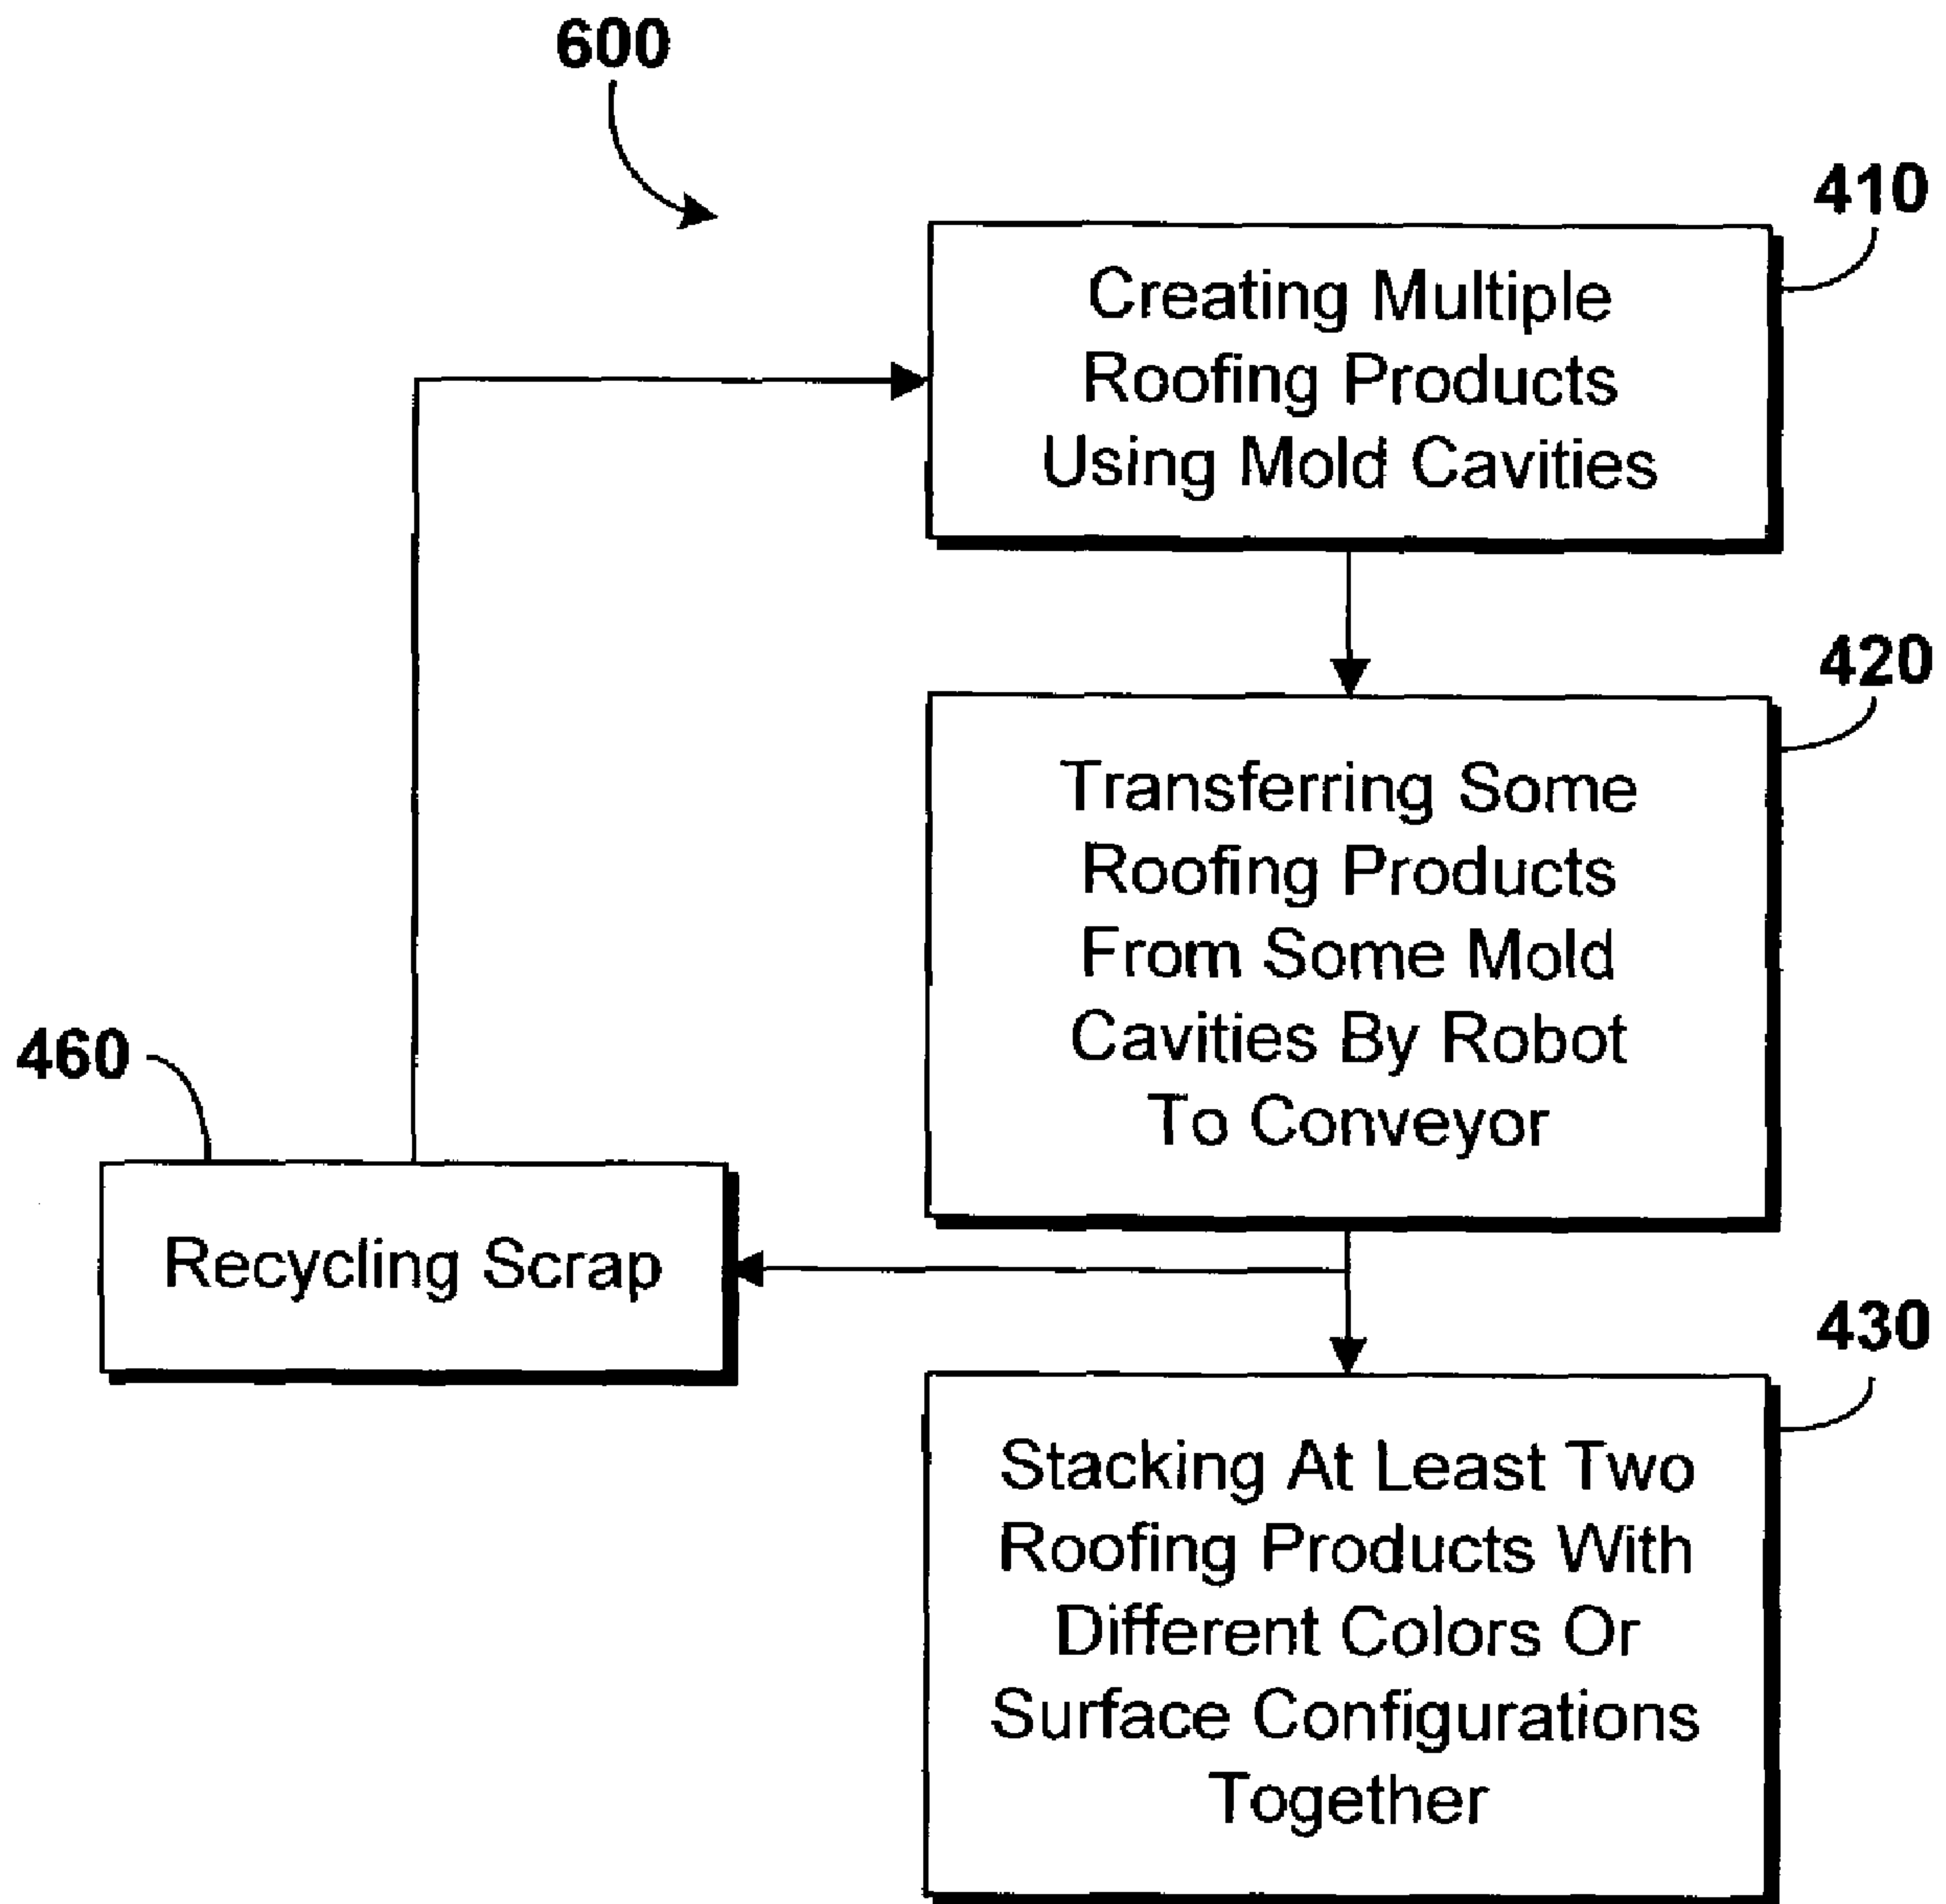 600
410
Creating Multiple
Roofing Products
Using Mold Cavities
420
Transferring Some
Roofing Products
From Some Mold
Cavities By Robot
To Conveyor
460
Recycling Scrap
430
Stacking At Least Two
Roofing Products With
Different Colors Or
Surface Configurations
Together